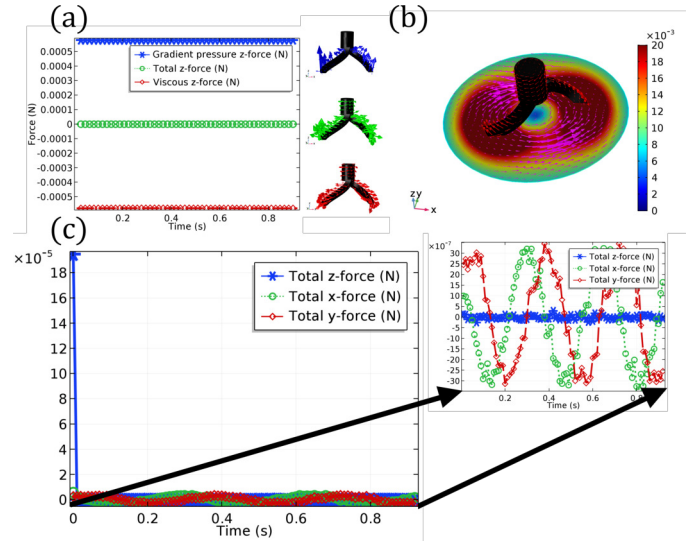 (a)
0.0005
0.0004
0.0003
0.0002
0.0001
0
-0.0001
-0.0002
-0.0003
-0.0004
-0.0005
Force (N)
Gradient pressure z-force (N)
Total z-force (N)
Viscous z-force (N)
0.2 0.4 0.6 0.8
Time (s)
(b)
×10⁻³
20
18
16
14
12
10
8
6
4
2
0
z y
x
(c)
×10⁻⁵
18
16
14
12
10
8
6
4
2
0
Total z-force (N)
Total x-force (N)
Total y-force (N)
0 0.2 0.4 0.6 0.8
Time (s)
×10⁻⁷
30
25
20
15
10
5
0
-5
-10
-15
-20
-25
-30
Total z-force (N)
Total x-force (N)
Total y-force (N)
0.2 0.4 0.6 0.8
Time (s)